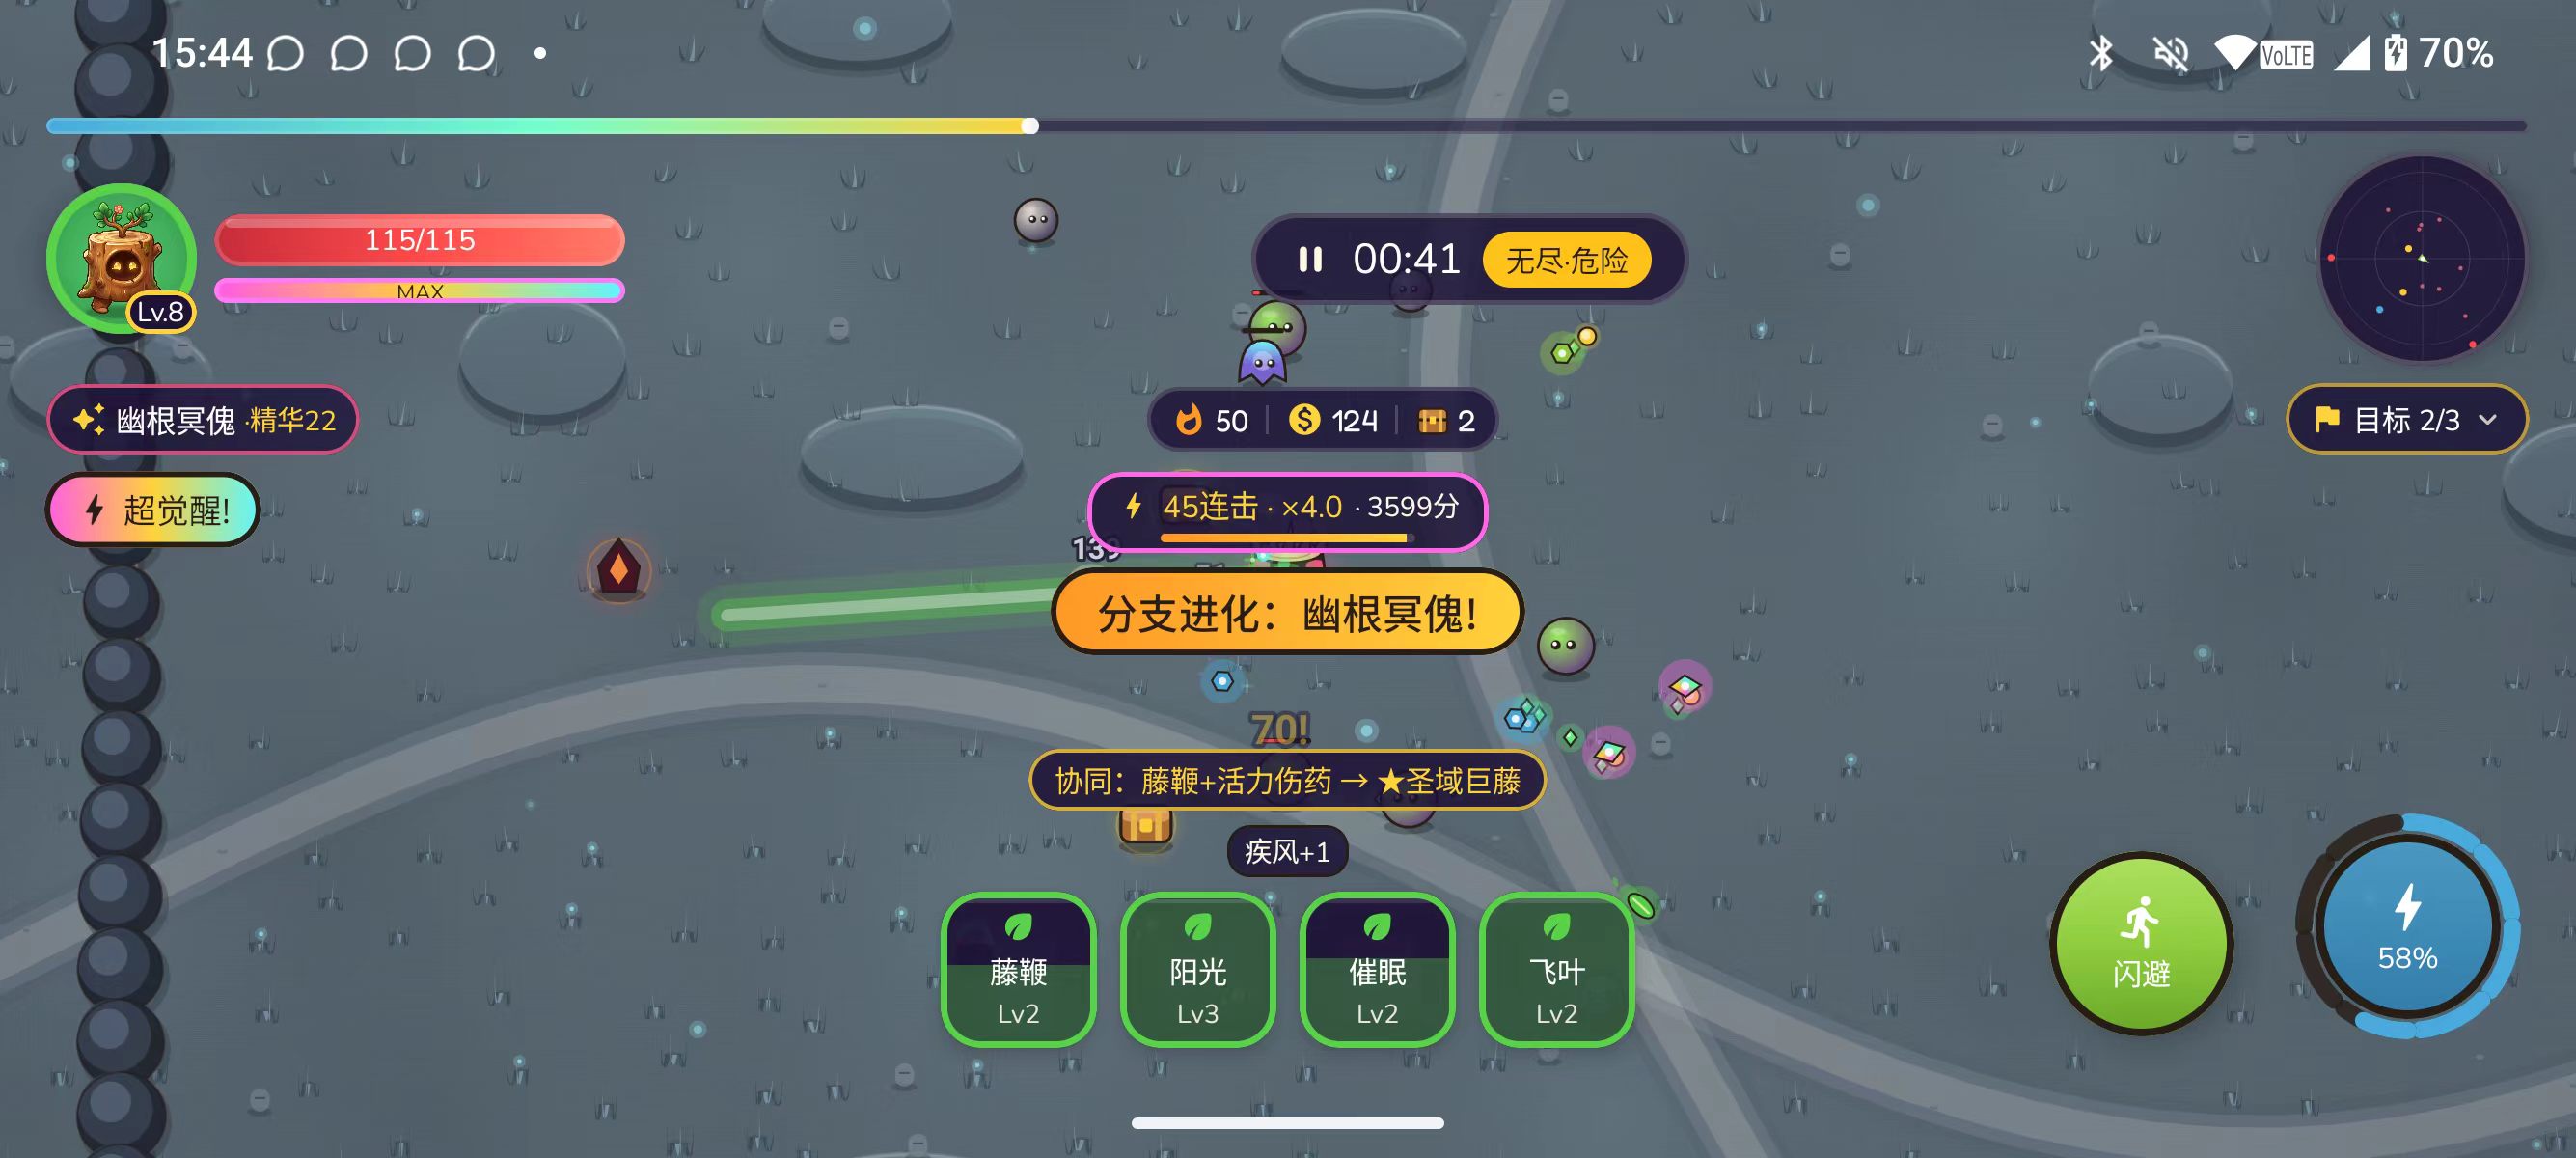 15:44
VoLTE
70%
115/115
MAX
Lv.8
00:41 无尽·危险
幽根冥傀 ·精华22
50 124 2
目标 2/3
超觉醒!
45连击 · ×4.0 · 3599分
139
分支进化：幽根冥傀!
70!
协同：藤鞭+活力伤药 → ★圣域巨藤
疾风+1
藤鞭 Lv2
阳光 Lv3
催眠 Lv2
飞叶 Lv2
闪避
58%